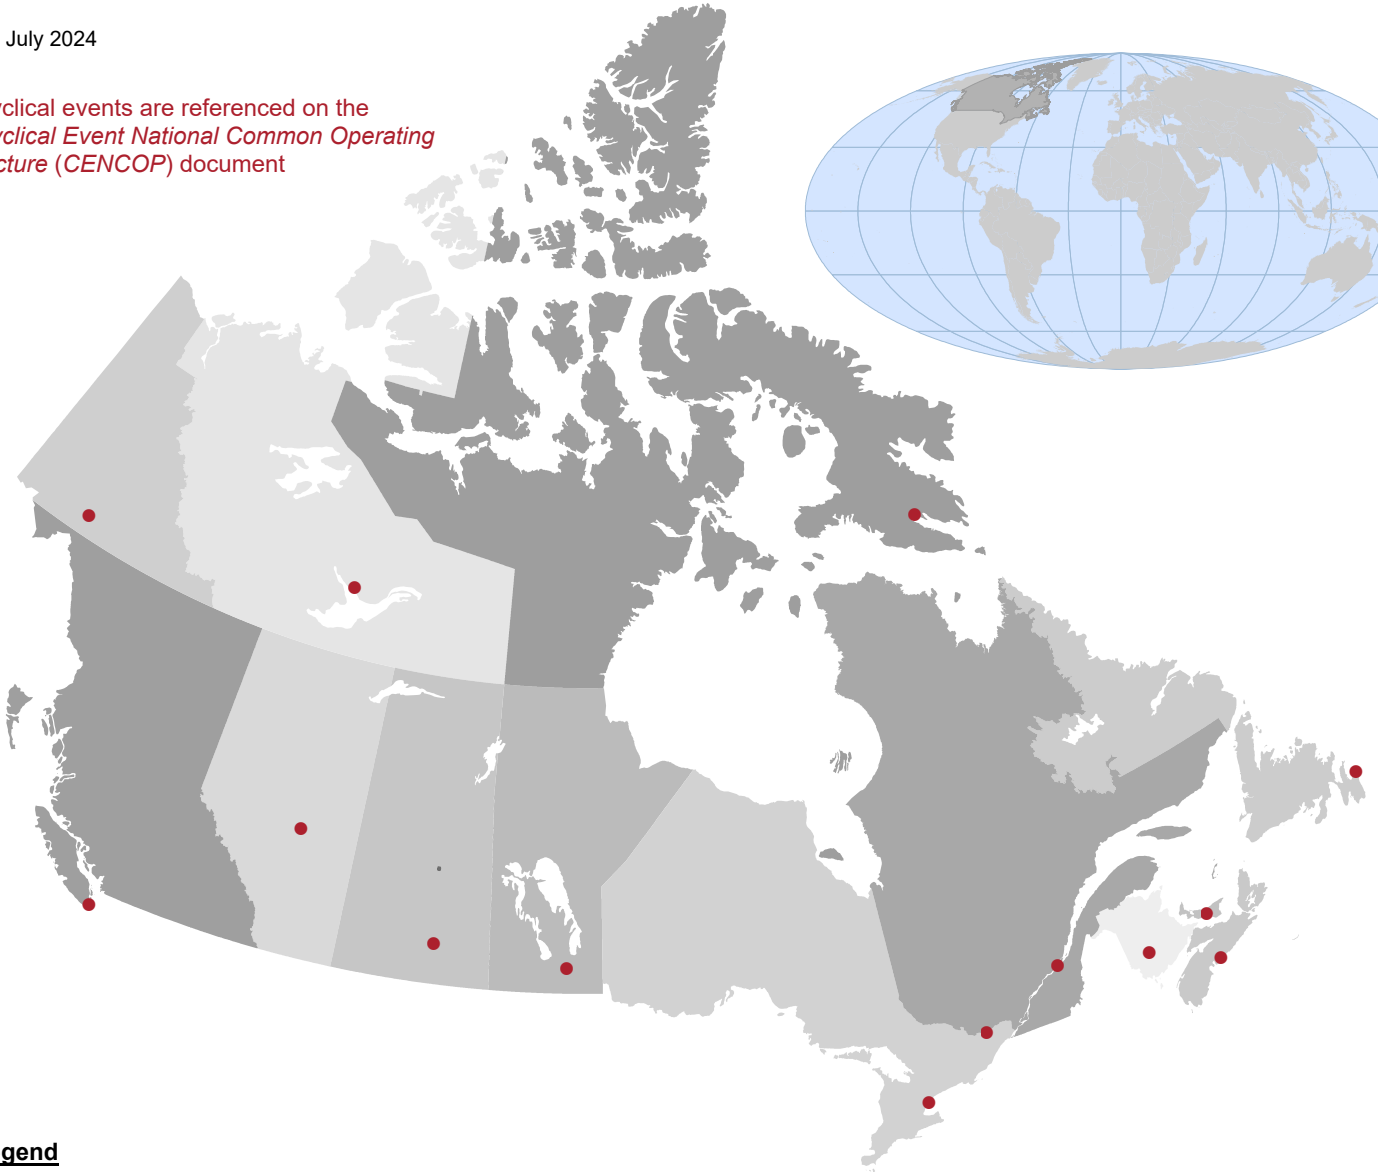 July 2024
yclical events are referenced on the
yclical Event National Common Operating
cture (CENCOP) document
gend